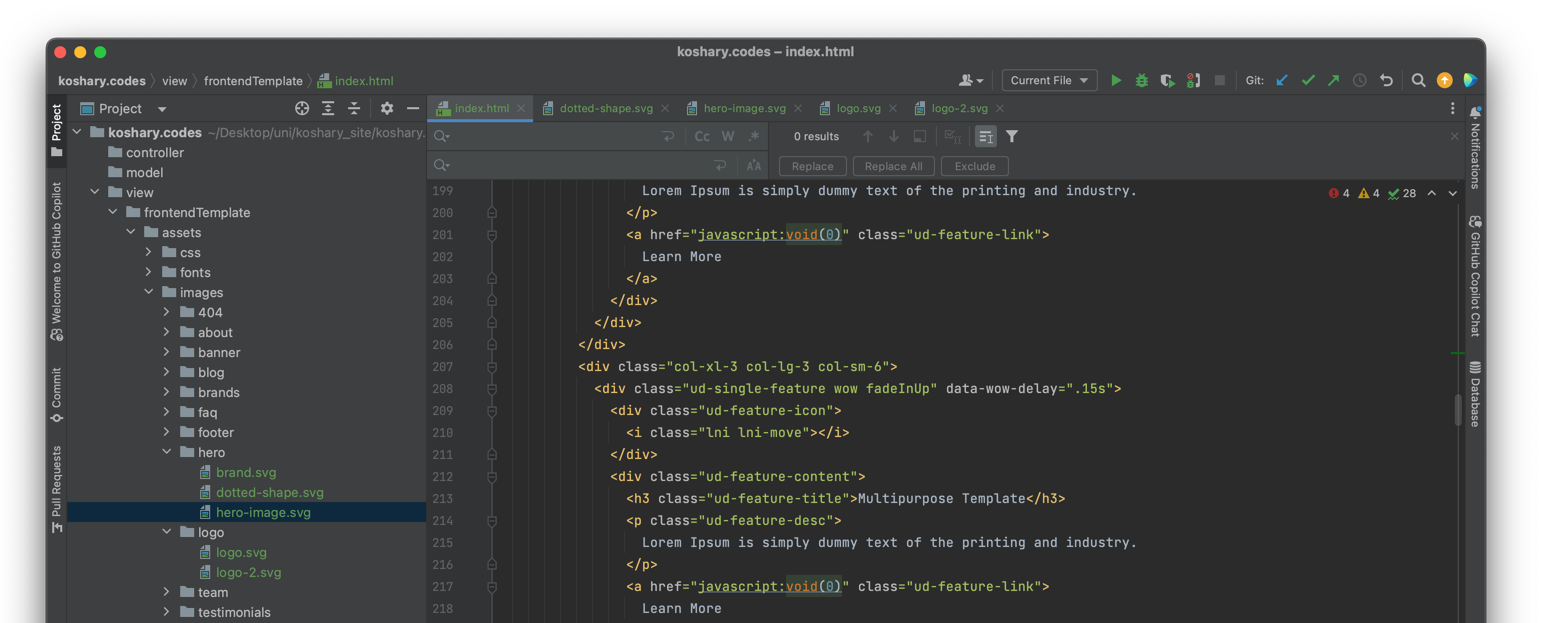 koshary.codes – index.html
koshary.codes view frontendTemplate index.html Current File Git:
Project
index.html dotted-shape.svg hero-image.svg logo.svg logo-2.svg
Cc W .* 0 results
Replace Replace All Exclude
Project
Welcome to GitHub Copilot
Commit
Pull Requests
koshary.codes ~/Desktop/uni/koshary_site/koshary.
controller
model
view
frontendTemplate
assets
css
fonts
images
404
about
banner
blog
brands
faq
footer
hero
brand.svg
dotted-shape.svg
hero-image.svg
logo
logo.svg
logo-2.svg
team
testimonials
4 4 28
199 Lorem Ipsum is simply dummy text of the printing and industry.
200 </p>
201 <a href="javascript:void(0)" class="ud-feature-link">
202 Learn More
203 </a>
204 </div>
205 </div>
206 </div>
207 <div class="col-xl-3 col-lg-3 col-sm-6">
208 <div class="ud-single-feature wow fadeInUp" data-wow-delay=".15s">
209 <div class="ud-feature-icon">
210 <i class="lni lni-move"></i>
211 </div>
212 <div class="ud-feature-content">
213 <h3 class="ud-feature-title">Multipurpose Template</h3>
214 <p class="ud-feature-desc">
215 Lorem Ipsum is simply dummy text of the printing and industry.
216 </p>
217 <a href="javascript:void(0)" class="ud-feature-link">
218 Learn More
Notifications
GitHub Copilot Chat
Database